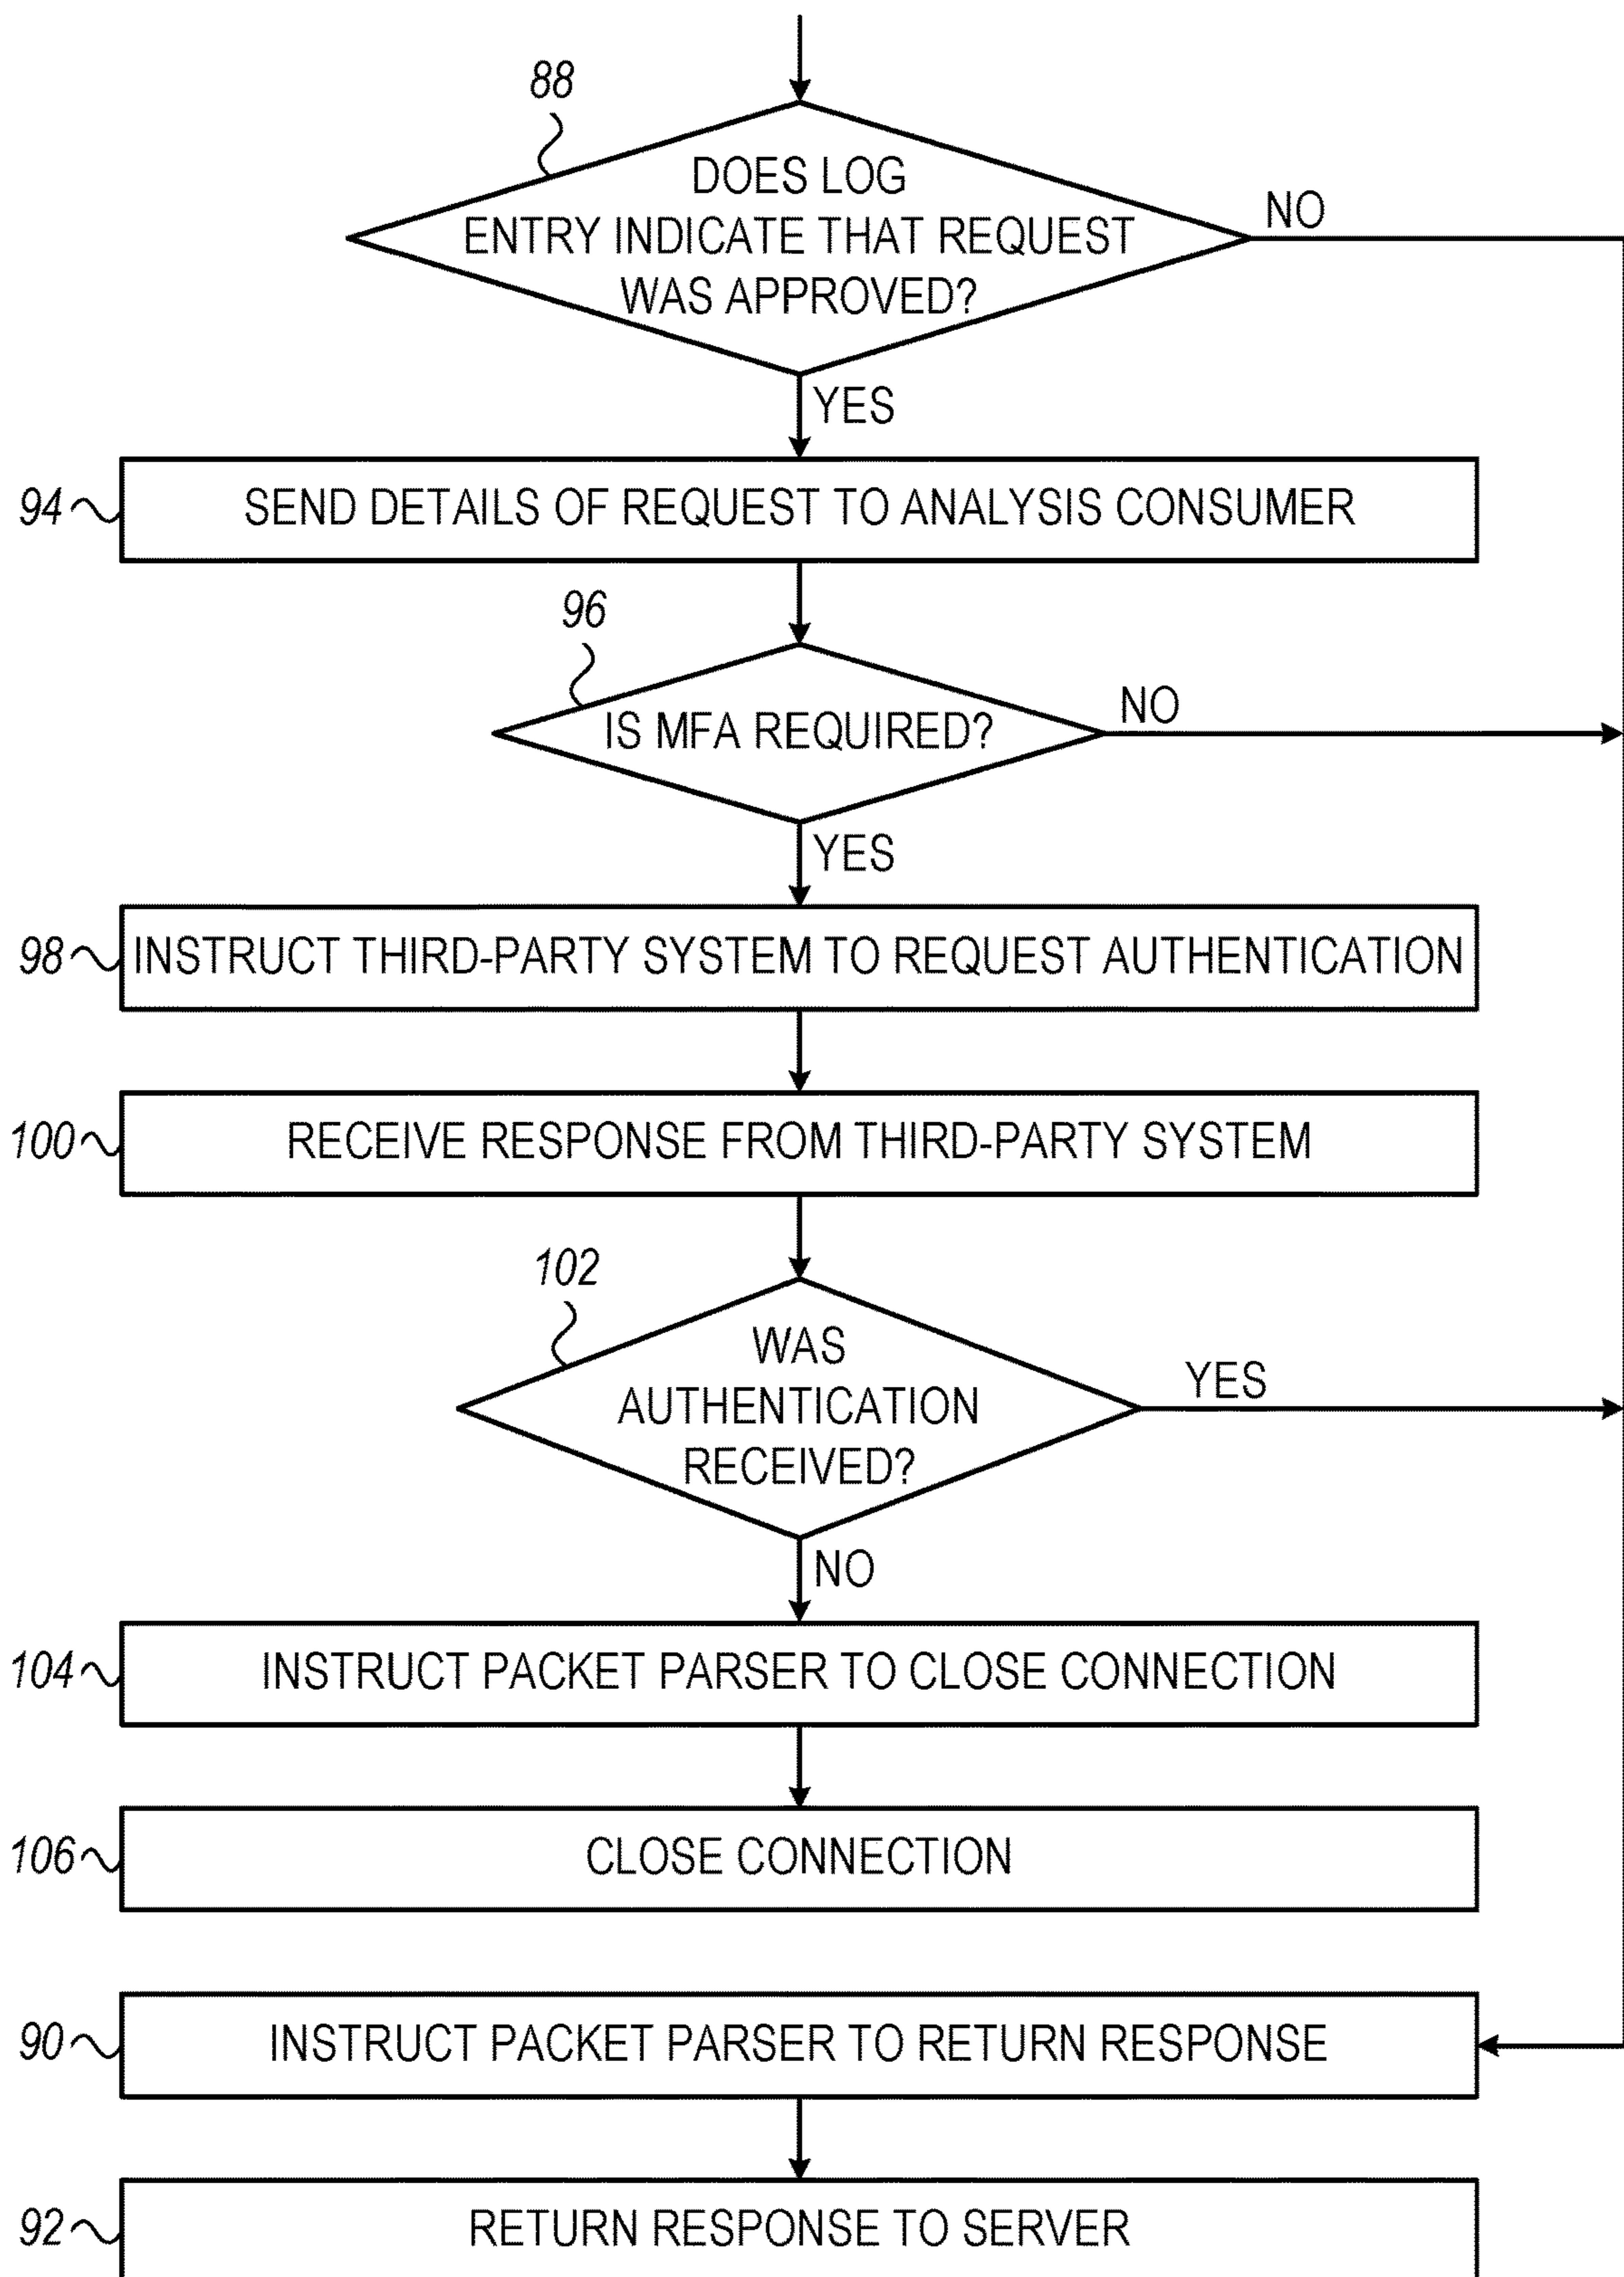 88
DOES LOG
ENTRY INDICATE THAT REQUEST
WAS APPROVED?
NO
YES
94
SEND DETAILS OF REQUEST TO ANALYSIS CONSUMER
96
IS MFA REQUIRED?
NO
YES
98
INSTRUCT THIRD-PARTY SYSTEM TO REQUEST AUTHENTICATION
100
RECEIVE RESPONSE FROM THIRD-PARTY SYSTEM
102
WAS
AUTHENTICATION
RECEIVED?
YES
NO
104
INSTRUCT PACKET PARSER TO CLOSE CONNECTION
106
CLOSE CONNECTION
90
INSTRUCT PACKET PARSER TO RETURN RESPONSE
92
RETURN RESPONSE TO SERVER